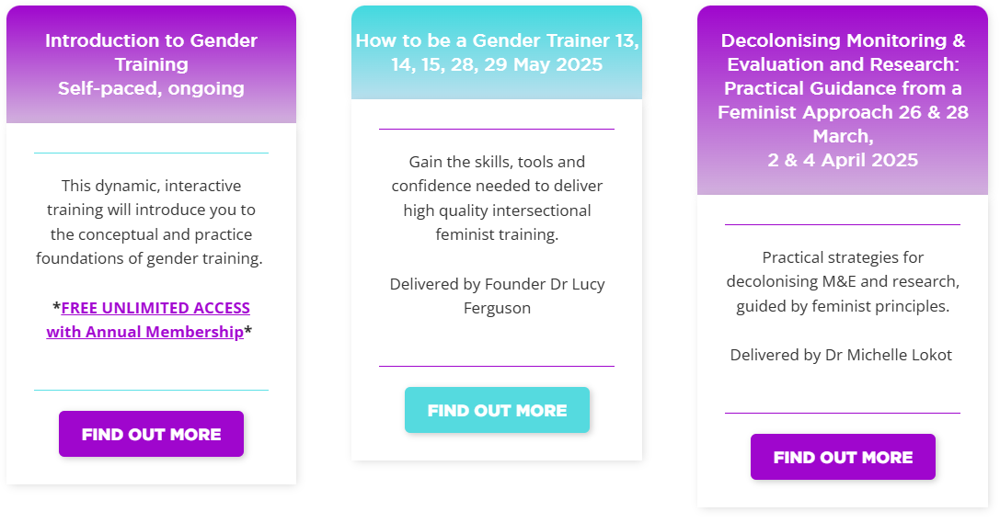 Introduction to Gender
Training
Self-paced, ongoing
This dynamic, interactive
training will introduce you to
the conceptual and practice
foundations of gender training.
*FREE UNLIMITED ACCESS
with Annual Membership*
FIND OUT MORE
How to be a Gender Trainer 13,
14, 15, 28, 29 May 2025
Gain the skills, tools and
confidence needed to deliver
high quality intersectional
feminist training.
Delivered by Founder Dr Lucy
Ferguson
FIND OUT MORE
Decolonising Monitoring &
Evaluation and Research:
Practical Guidance from a
Feminist Approach 26 & 28
March,
2 & 4 April 2025
Practical strategies for
decolonising M&E and research,
guided by feminist principles.
Delivered by Dr Michelle Lokot
FIND OUT MORE